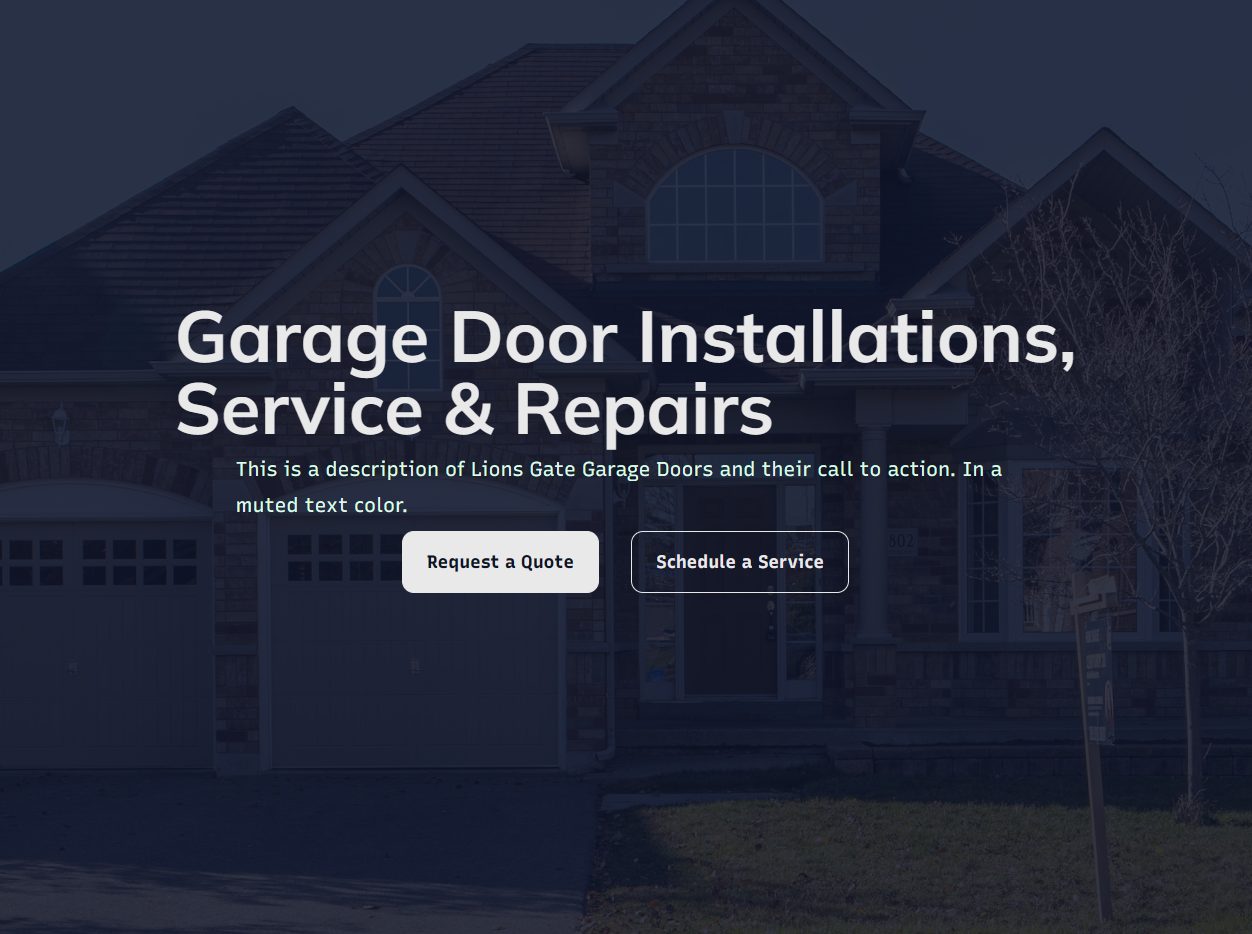 Garage Door Installations,
Service & Repairs
This is a description of Lions Gate Garage Doors and their call to action. In a
muted text color.
Request a Quote
Schedule a Service
802